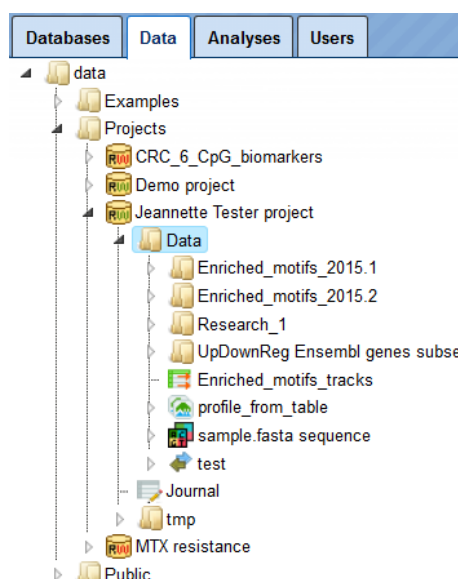 Databases Data Analyses Users
data
Examples
Projects
CRC_6_CpG_biomarkers
Demo project
Jeannette Tester project
Data
Enriched_motifs_2015.1
Enriched_motifs_2015.2
Research_1
UpDownReg Ensembl genes subse
Enriched_motifs_tracks
profile_from_table
sample.fasta sequence
test
Journal
tmp
MTX resistance
Public